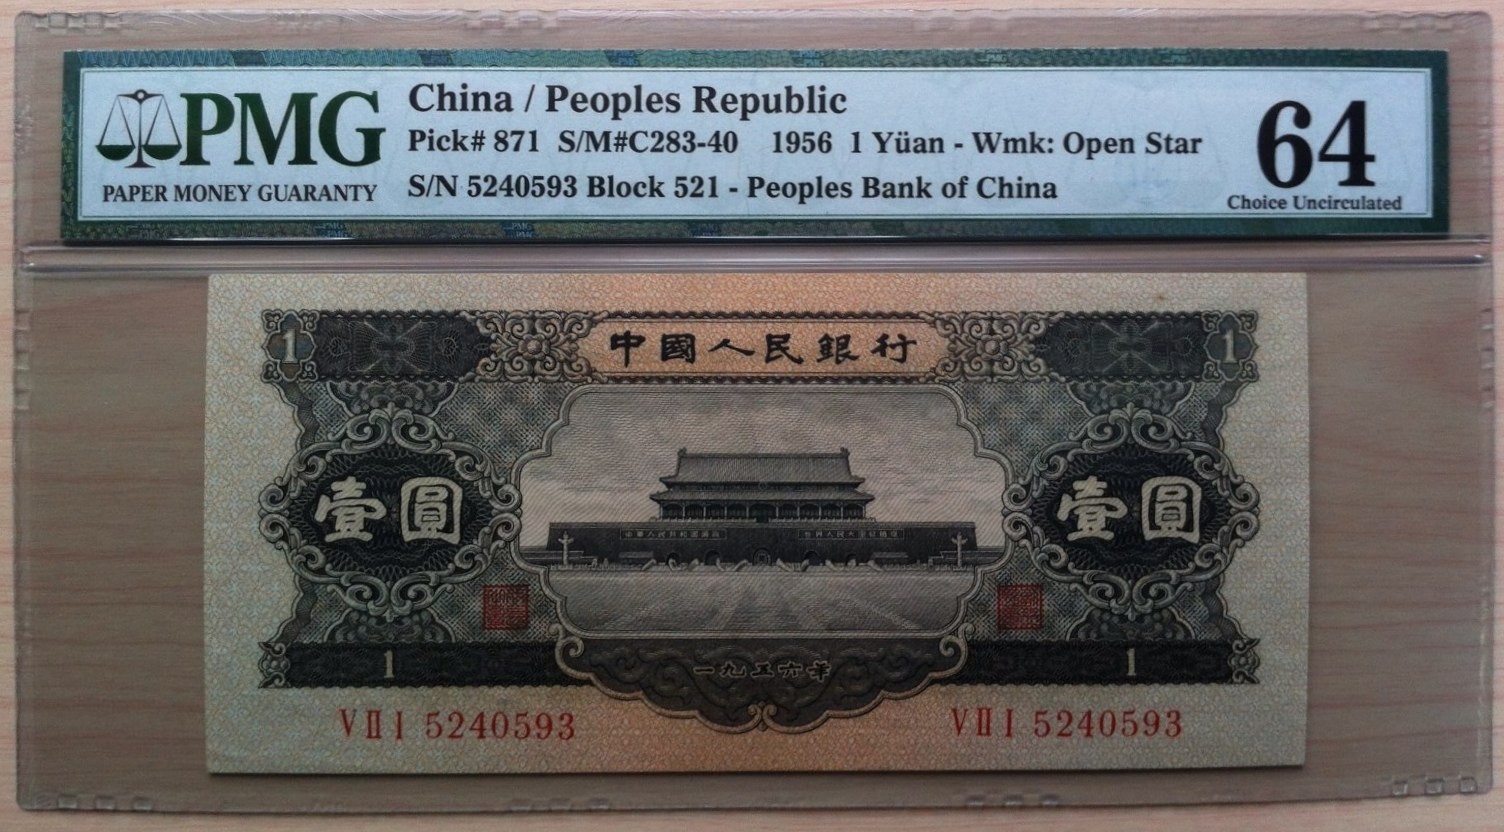 PMG
PAPER MONEY GUARANTY
China / Peoples Republic
Pick# 871 S/M#C283-40 1956 1 Yüan - Wmk: Open Star
S/N 5240593 Block 521 - Peoples Bank of China
64
Choice Uncirculated
1 中國人民銀行 1
壹圓 壹圓
1 一九五六年 1
V II I 5240593 V II I 5240593